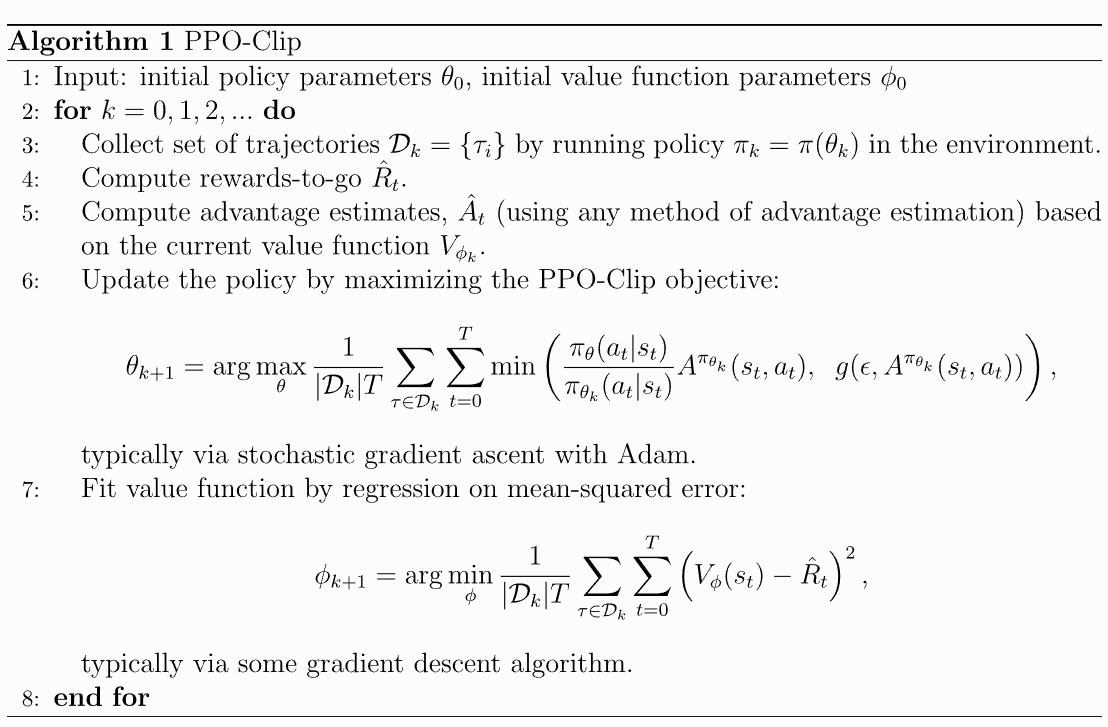 Algorithm 1 PPO-Clip
1: Input: initial policy parameters θ₀, initial value function parameters ϕ₀
2: for k = 0, 1, 2, ... do
3: Collect set of trajectories 𝒟ₖ = {τᵢ} by running policy πₖ = π(θₖ) in the environment.
4: Compute rewards-to-go R̂ₜ.
5: Compute advantage estimates, Âₜ (using any method of advantage estimation) based
on the current value function V_{ϕₖ}.
6: Update the policy by maximizing the PPO-Clip objective:
θ_{k+1} = arg max_θ \frac{1}{|𝒟ₖ|T} ∑_{τ∈𝒟ₖ} ∑_{t=0}^{T} min ( \frac{π_θ(aₜ|sₜ)}{π_{θₖ}(aₜ|sₜ)} A^{π_{θₖ}}(sₜ, aₜ), g(ϵ, A^{π_{θₖ}}(sₜ, aₜ)) ) ,
typically via stochastic gradient ascent with Adam.
7: Fit value function by regression on mean-squared error:
ϕ_{k+1} = arg min_ϕ \frac{1}{|𝒟ₖ|T} ∑_{τ∈𝒟ₖ} ∑_{t=0}^{T} ( V_ϕ(sₜ) − R̂ₜ )² ,
typically via some gradient descent algorithm.
8: end for